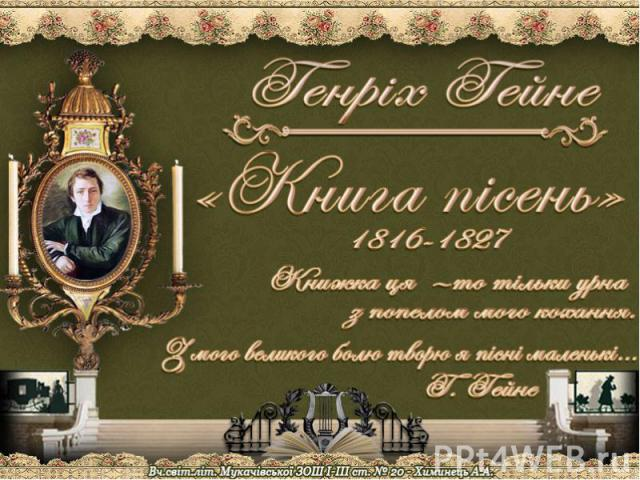 Генріх Гейне
«Книга пісень»
1816-1827
Книжка ця ~то тільки урна
з попелом мого кохання.
З мого великого болю творю я пісні маленькі...
Г. Гейне
PPt4WEB.ru
Вч.світ.літ. Мукачівської ЗОШ І-ІІІ ст. № 20 - Химинець А.А.